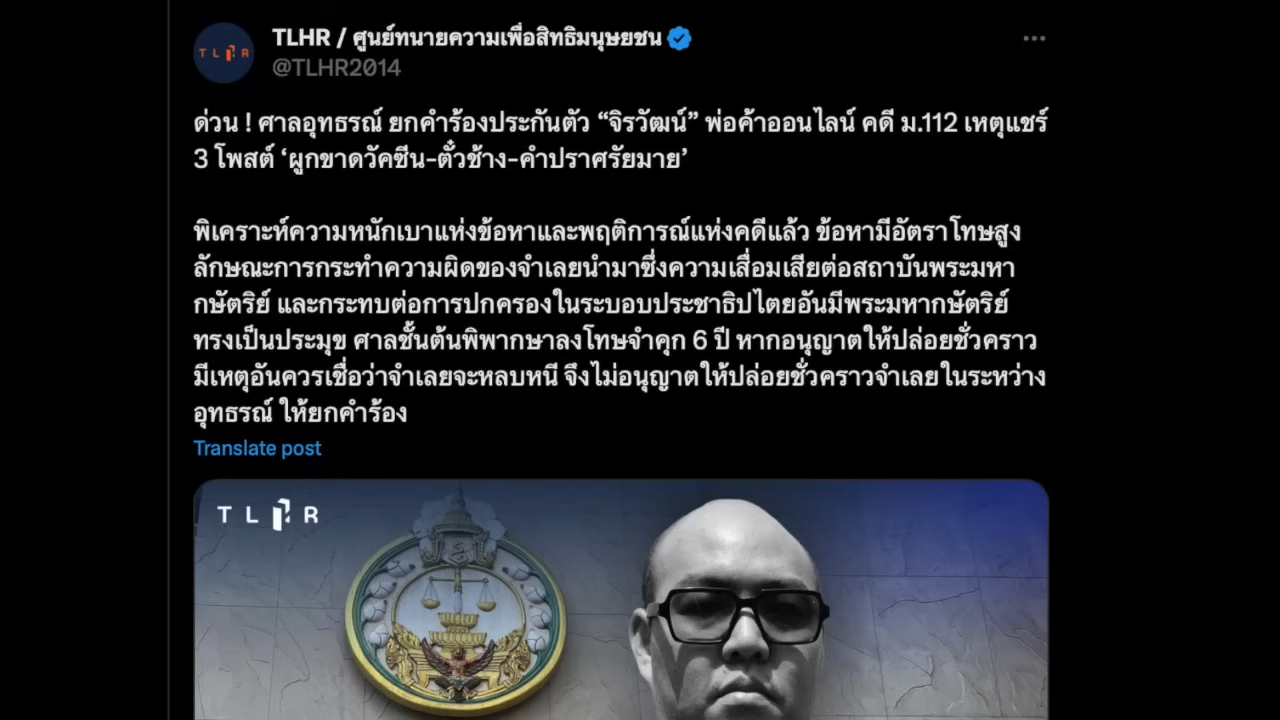 TLHR / ศูนย์ทนายความเพื่อสิทธิมนุษยชน
@TLHR2014
ด่วน ! ศาลอุทธรณ์ ยกคำร้องประกันตัว “จิรวัฒน์” พ่อค้าออนไลน์ คดี ม.112 เหตุแชร์
3 โพสต์ ‘ผูกขาดวัคซีน-ตั๋วช้าง-คำปราศรัยมายด์’
พิเคราะห์ความหนักเบาแห่งข้อหาและพฤติการณ์แห่งคดีแล้ว ข้อหามีอัตราโทษสูง
ลักษณะการกระทำความผิดของจำเลยนำมาซึ่งความเสื่อมเสียต่อสถาบันพระมหา
กษัตริย์ และกระทบต่อการปกครองในระบอบประชาธิปไตยอันมีพระมหากษัตริย์
ทรงเป็นประมุข ศาลชั้นต้นพิพากษาลงโทษจำคุก 6 ปี หากอนุญาตให้ปล่อยชั่วคราว
มีเหตุอันควรเชื่อว่าจำเลยจะหลบหนี จึงไม่อนุญาตให้ปล่อยชั่วคราวจำเลยในระหว่าง
อุทธรณ์ ให้ยกคำร้อง
Translate post
TLHR